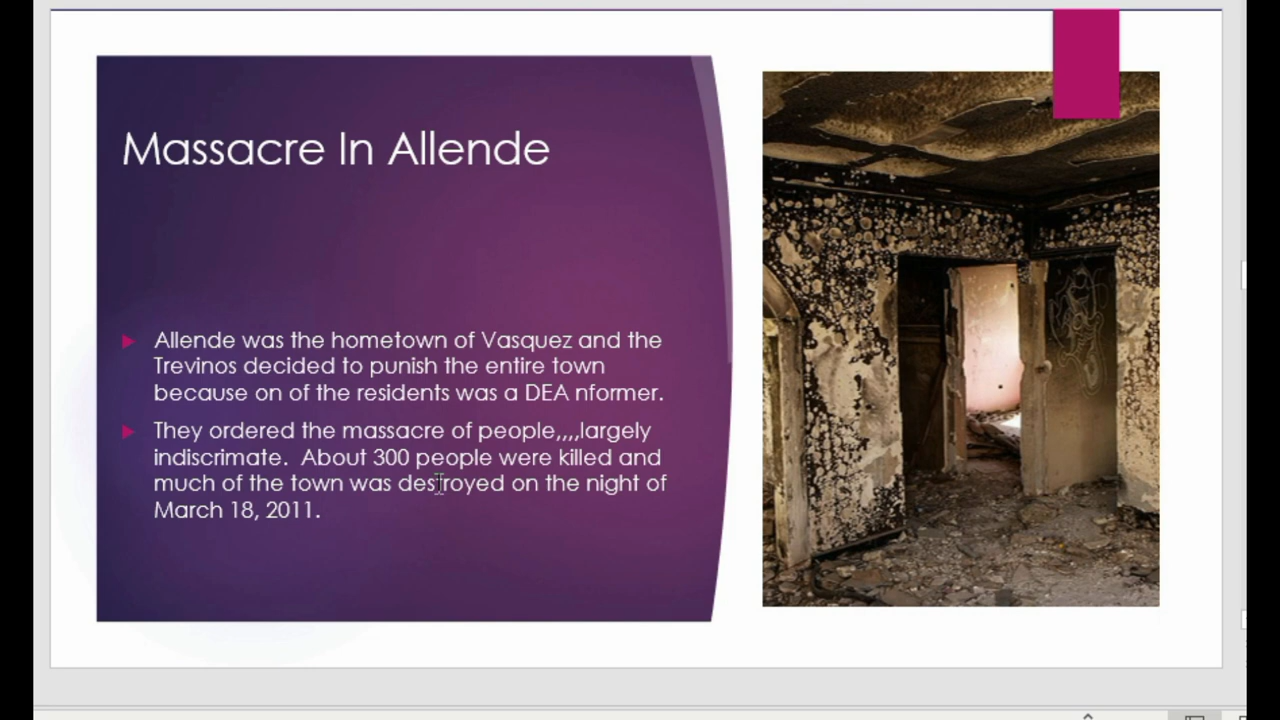 Massacre In Allende
Allende was the hometown of Vasquez and the
Trevinos decided to punish the entire town
because on of the residents was a DEA nformer.
They ordered the massacre of people,,,,largely
indiscrimate.  About 300 people were killed and
much of the town was destroyed on the night of
March 18, 2011.